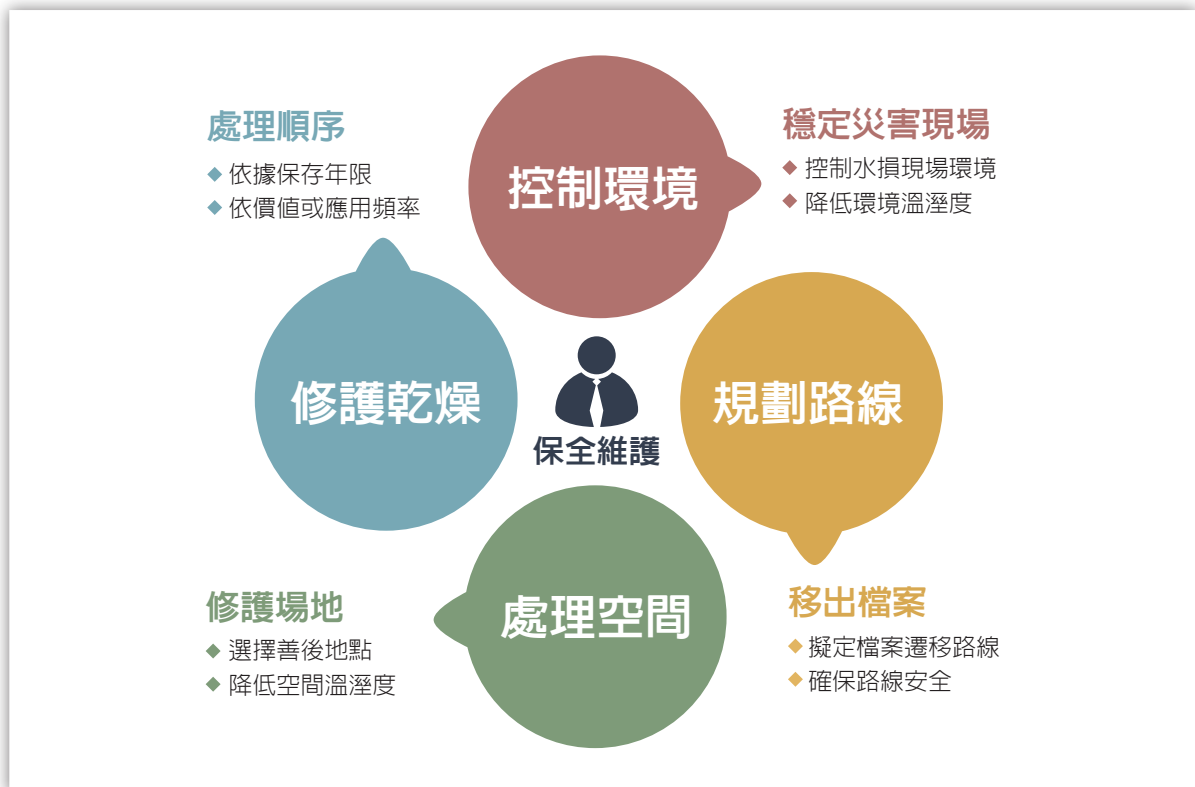 控制環境
穩定災害現場
控制水損現場環境
降低環境溫溼度
規劃路線
移出檔案
擬定檔案遷移路線
確保路線安全
處理空間
修護場地
選擇善後地點
降低空間溫溼度
修護乾燥
處理順序
依據保存年限
依價值或應用頻率
保全維護